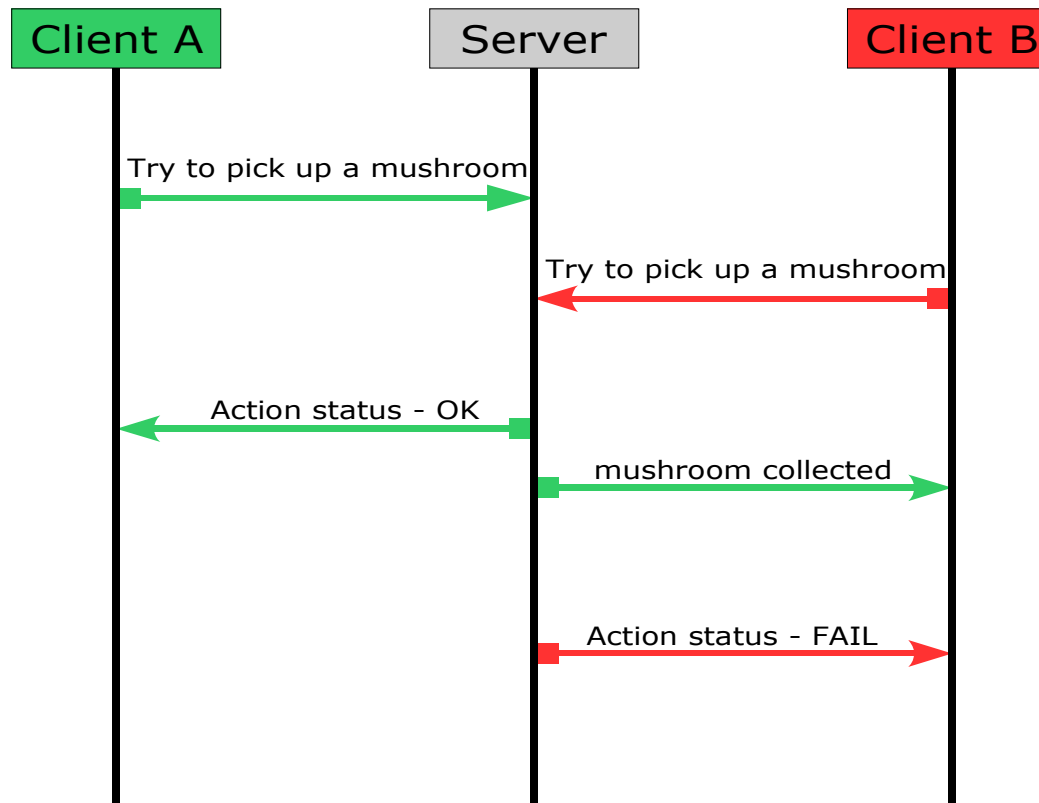 Client A
Server
Client B
Try to pick up a mushroom
Try to pick up a mushroom
Action status - OK
mushroom collected
Action status - FAIL